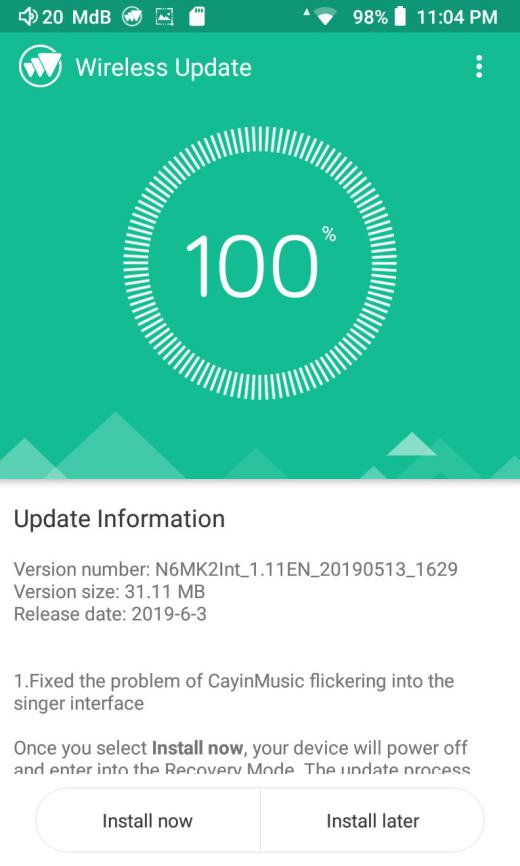 20 MdB 98% 11:04 PM
Wireless Update
100%
Update Information
Version number: N6MK2Int_1.11EN_20190513_1629
Version size: 31.11 MB
Release date: 2019-6-3
1.Fixed the problem of CayinMusic flickering into the
singer interface
Once you select Install now, your device will power off
and enter into the Recovery Mode. The update process
Install now Install later